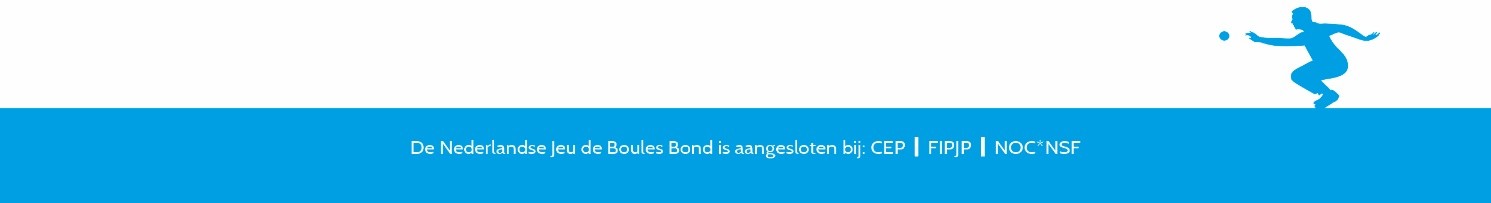 De Nederlandse Jeu de Boules Bond is aangesloten bij: CEP | FIPJP | NOC*NSF